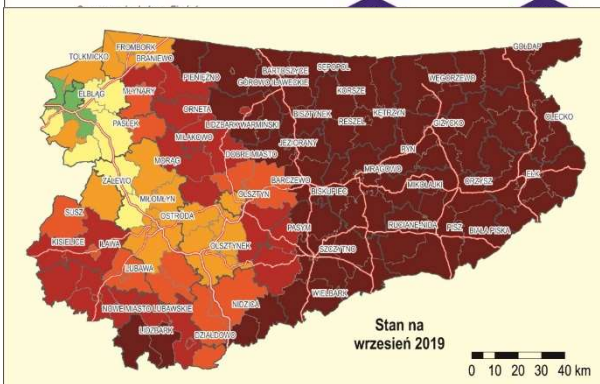 FROMBORK
TOLKMICKO
BRANIEWO
GOŁDAP
PIENIĘŻNO
BARTOSZYCE
SĘPOPOL
GÓROWO IŁAWECKIE
WĘGORZEWO
ELBLĄG
MŁYNARY
KORSZE
ORNETA
KĘTRZYN
OLECKO
PASŁĘK
LIDZBARK WARMIŃSKI
BISZTYNEK
RESZEL
GIŻYCKO
MIŁAKOWO
JEZIORANY
RYN
DOBRE MIASTO
MORĄG
MRĄGOWO
ZALEWO
BARCZEWO
MIKOŁAJKI
ORZYSZ
EŁK
OLSZTYN
BISKUPIEC
MIŁOMŁYN
SUSZ
OSTRÓDA
PASYM
RUCIANE-NIDA
PISZ
BIAŁA PISKA
KISIELICE
IŁAWA
OLSZTYNEK
SZCZYTNO
LUBAWA
WIELBARK
NOWE MIASTO LUBAWSKIE
NIDZICA
LIDZBARK
DZIAŁDOWO
Stan na
wrzesień 2019
0 10 20 30 40 km